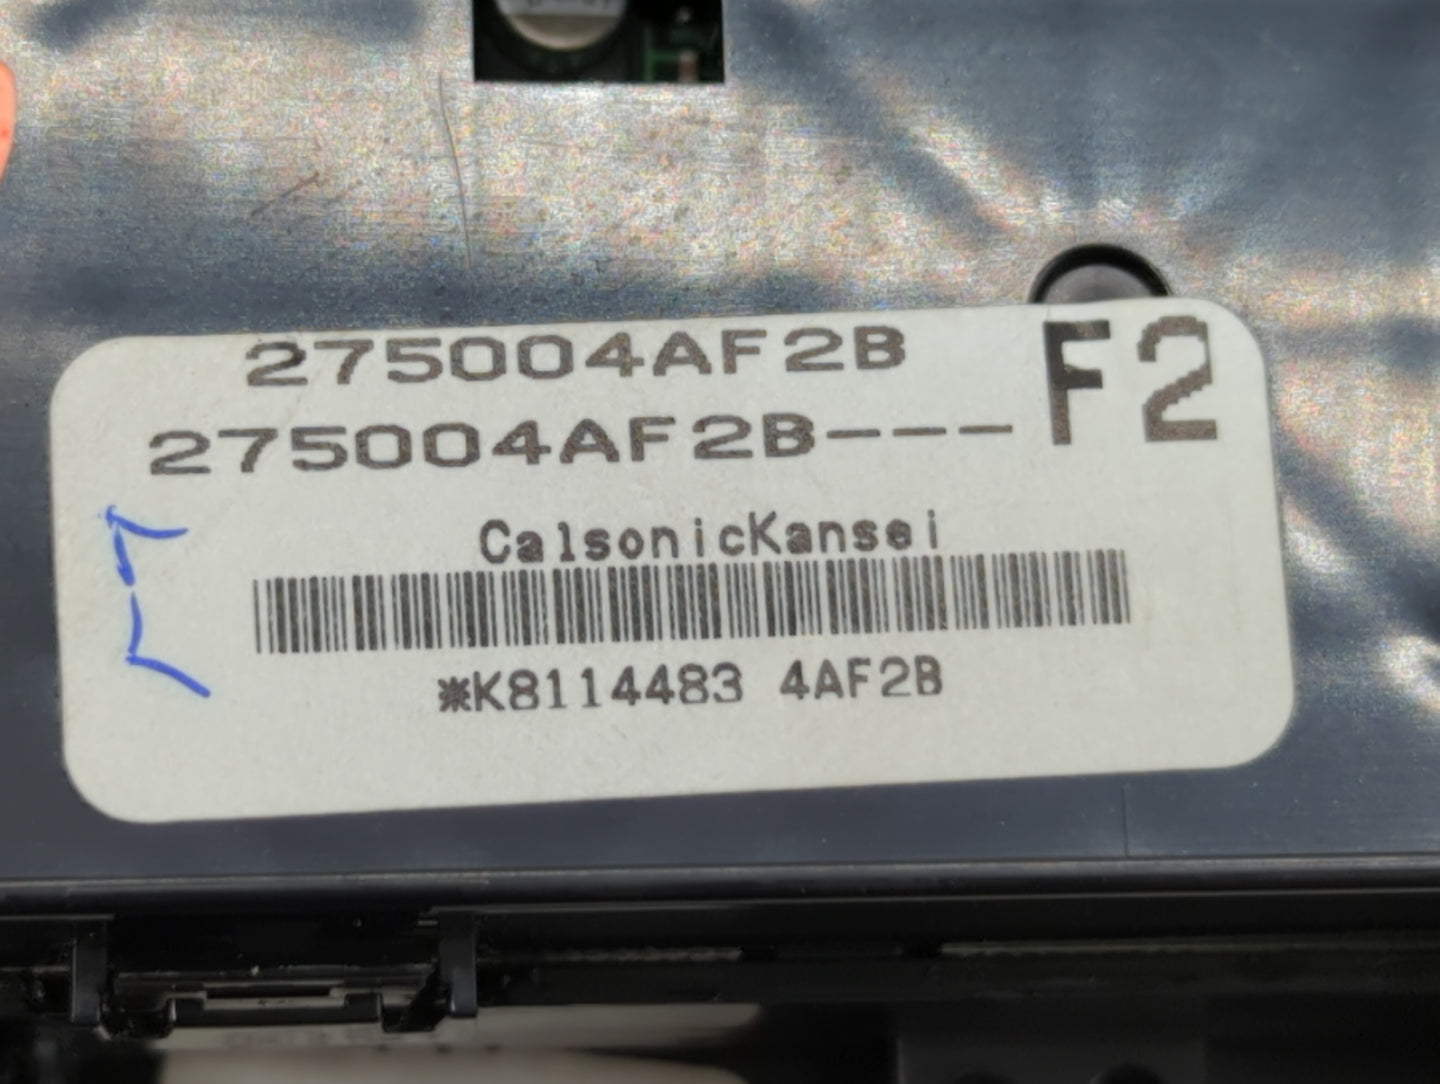 275004AF2B
275004AF2B---
F2
CalsonicKansei
*K8114483 4AF2B